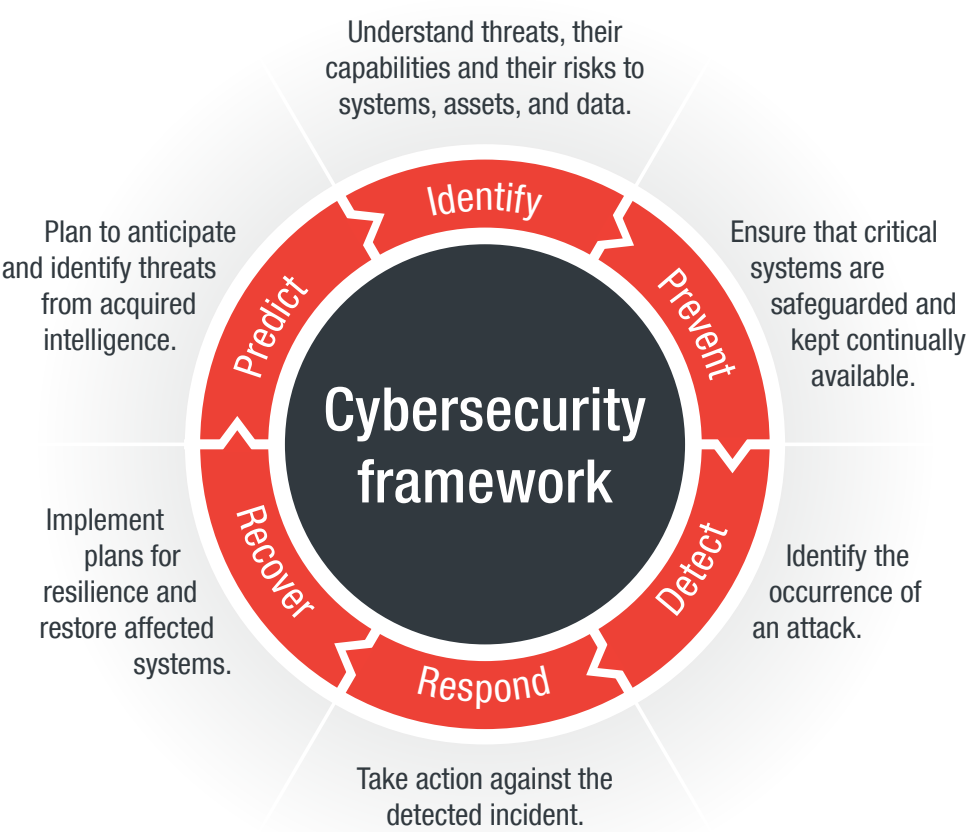 Understand threats, their
capabilities and their risks to
systems, assets, and data.
Identify
Prevent
Ensure that critical
systems are
safeguarded and
kept continually
available.
Detect
Identify the
occurrence of
an attack.
Respond
Take action against the
detected incident.
Recover
Implement
plans for
resilience and
restore affected
systems.
Predict
Plan to anticipate
and identify threats
from acquired
intelligence.
Cybersecurity
framework